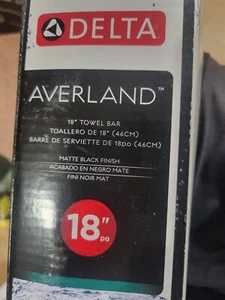 DELTA
AVERLAND™
18" TOWEL BAR
TOALLERO DE 18" (46CM)
BARRE DE SERVIETTE DE 18po (46CM)
MATTE BLACK FINISH
ACABADO EN NEGRO MATE
FINI NOIR MAT
18"
po